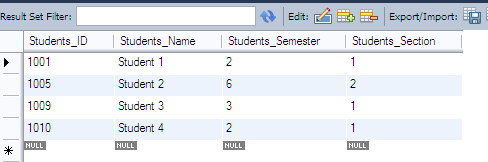 Result Set Filter: Edit: Export/Import:
Students_ID Students_Name Students_Semester Students_Section
1001 Student 1 2 1
1005 Student 2 6 2
1009 Student 3 3 1
1010 Student 4 2 1
NULL NULL NULL NULL